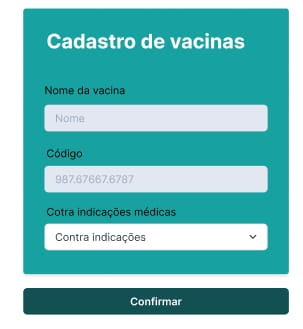 Cadastro de vacinas
Nome da vacina
Nome
Código
987.67667.6787
Cotra indicações médicas
Contra indicações
Confirmar